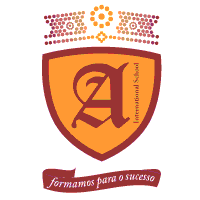 A
International School
formamos para o sucesso